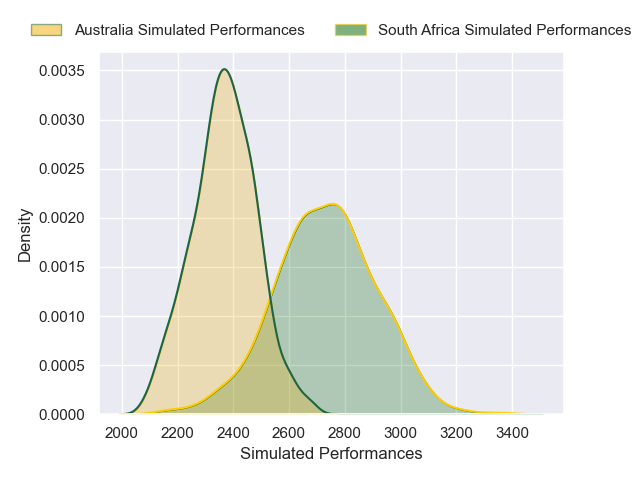 Australia Simulated Performances South Africa Simulated Performances
0.0035
0.0030
0.0025
0.0020
0.0015
0.0010
0.0005
0.0000
Density
2000 2200 2400 2600 2800 3000 3200 3400
Simulated Performances